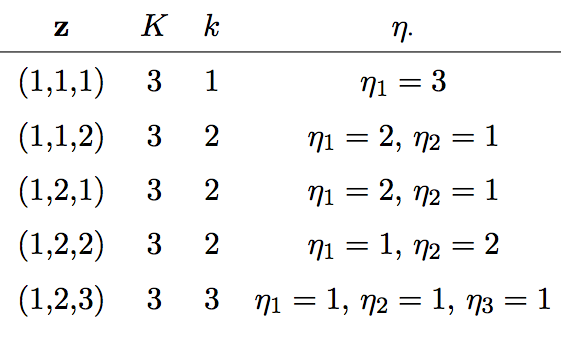 z K k η.
(1,1,1) 3 1 η₁ = 3
(1,1,2) 3 2 η₁ = 2, η₂ = 1
(1,2,1) 3 2 η₁ = 2, η₂ = 1
(1,2,2) 3 2 η₁ = 1, η₂ = 2
(1,2,3) 3 3 η₁ = 1, η₂ = 1, η₃ = 1